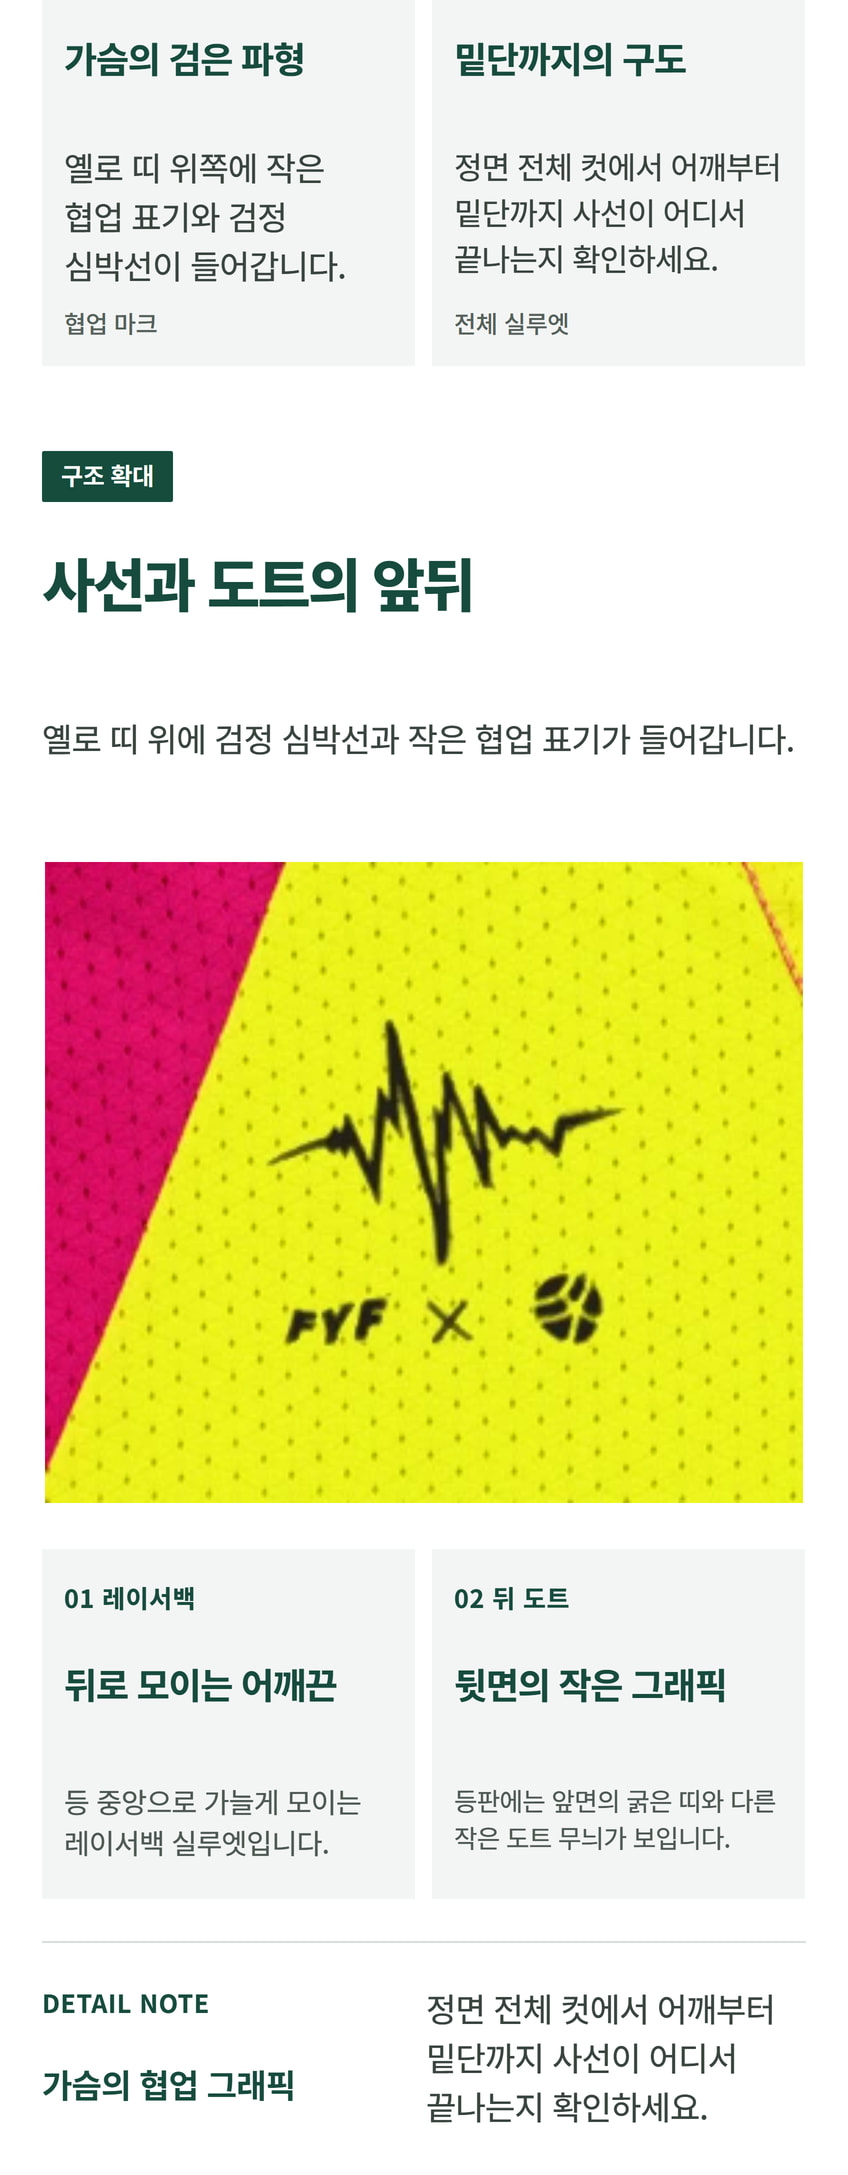 가슴의 검은 파형
옐로 띠 위쪽에 작은
협업 표기와 검정
심박선이 들어갑니다.
협업 마크
밑단까지의 구도
정면 전체 컷에서 어깨부터
밑단까지 사선이 어디서
끝나는지 확인하세요.
전체 실루엣
구조 확대
사선과 도트의 앞뒤
옐로 띠 위에 검정 심박선과 작은 협업 표기가 들어갑니다.
FYF X
01 레이서백
뒤로 모이는 어깨끈
등 중앙으로 가늘게 모이는
레이서백 실루엣입니다.
02 뒤 도트
뒷면의 작은 그래픽
등판에는 앞면의 굵은 띠와 다른
작은 도트 무늬가 보입니다.
DETAIL NOTE
가슴의 협업 그래픽
정면 전체 컷에서 어깨부터
밑단까지 사선이 어디서
끝나는지 확인하세요.